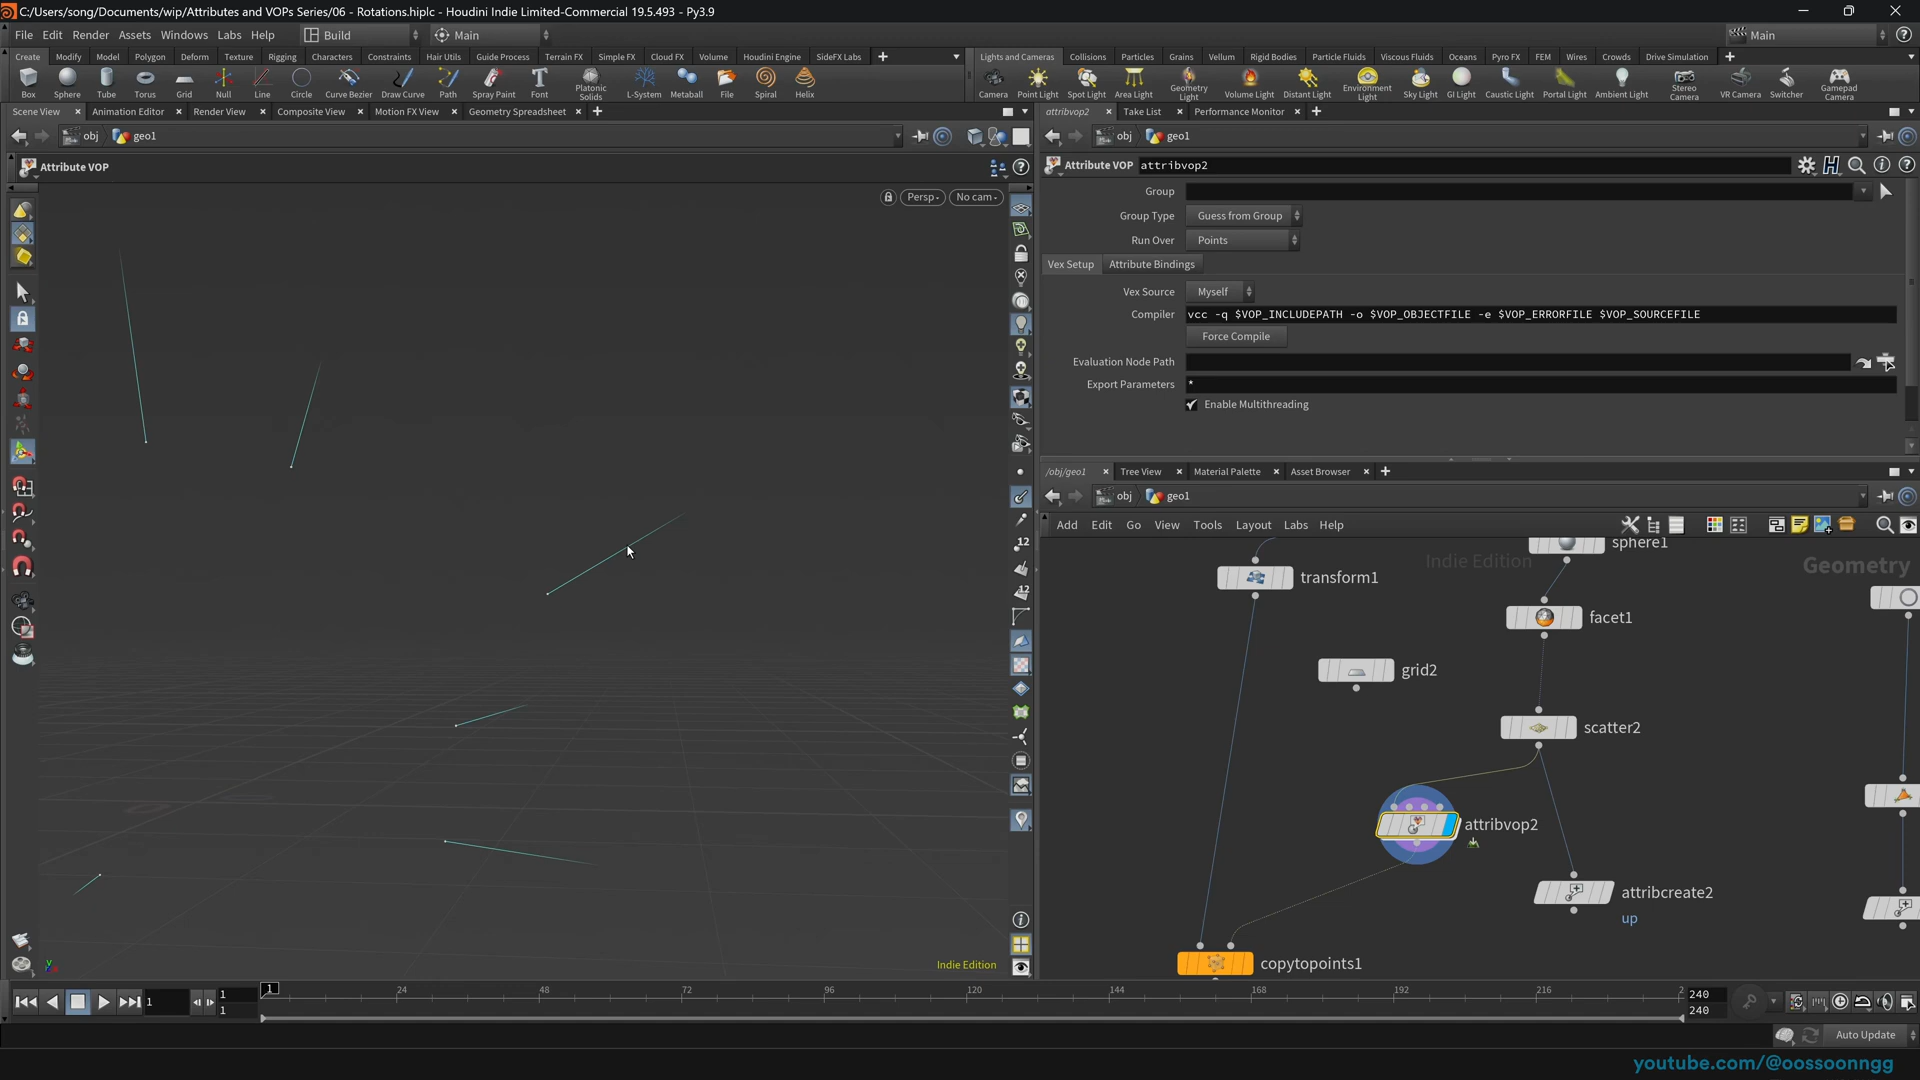 C:/Users/song/Documents/wip/Attributes and VOPs Series/06 - Rotations.hiplc - Houdini Indie Limited-Commercial 19.5.493 - Py3.9
File Edit Render Assets Windows Labs Help Build Main Main
Create Modify Model Polygon Deform Texture Rigging Characters Constraints Hair Utils Guide Process Terrain FX Simple FX Cloud FX Volume Houdini Engine SideFX Labs
Lights and Cameras Collisions Particles Grains Vellum Rigid Bodies Particle Fluids Viscous Fluids Oceans Pyro FX FEM Wires Crowds Drive Simulation
Box Sphere Tube Torus Grid Null Line Circle Curve Bezier Draw Curve Path Spray Paint Font Platonic Solids L-System Metaball File Spiral Helix
Camera Point Light Spot Light Area Light Geometry Light Volume Light Distant Light Environment Light Sky Light GI Light Caustic Light Portal Light Ambient Light Stereo Camera VR Camera Switcher Gamepad Camera
Scene View Animation Editor Render View Composite View Motion FX View Geometry Spreadsheet
attribvop2 Take List Performance Monitor
obj geo1
obj geo1
Attribute VOP
Attribute VOP attribvop2
Persp No cam
Group
Group Type Guess from Group
Run Over Points
Vex Setup Attribute Bindings
Vex Source Myself
Compiler vcc -q $VOP_INCLUDEPATH -o $VOP_OBJECTFILE -e $VOP_ERRORFILE $VOP_SOURCEFILE
Force Compile
Evaluation Node Path
Export Parameters *
Enable Multithreading
/obj/geo1 Tree View Material Palette Asset Browser
obj geo1
Add Edit Go View Tools Layout Labs Help
12
12
Indie Edition
Geometry
sphere1
transform1
facet1
grid2
scatter2
attribvop2
attribcreate2
up
copytopoints1
Indie Edition
1 1 1
1 24 48 72 96 120 144 168 192 216 2
240
240
Auto Update
youtube.com/@oossoonngg